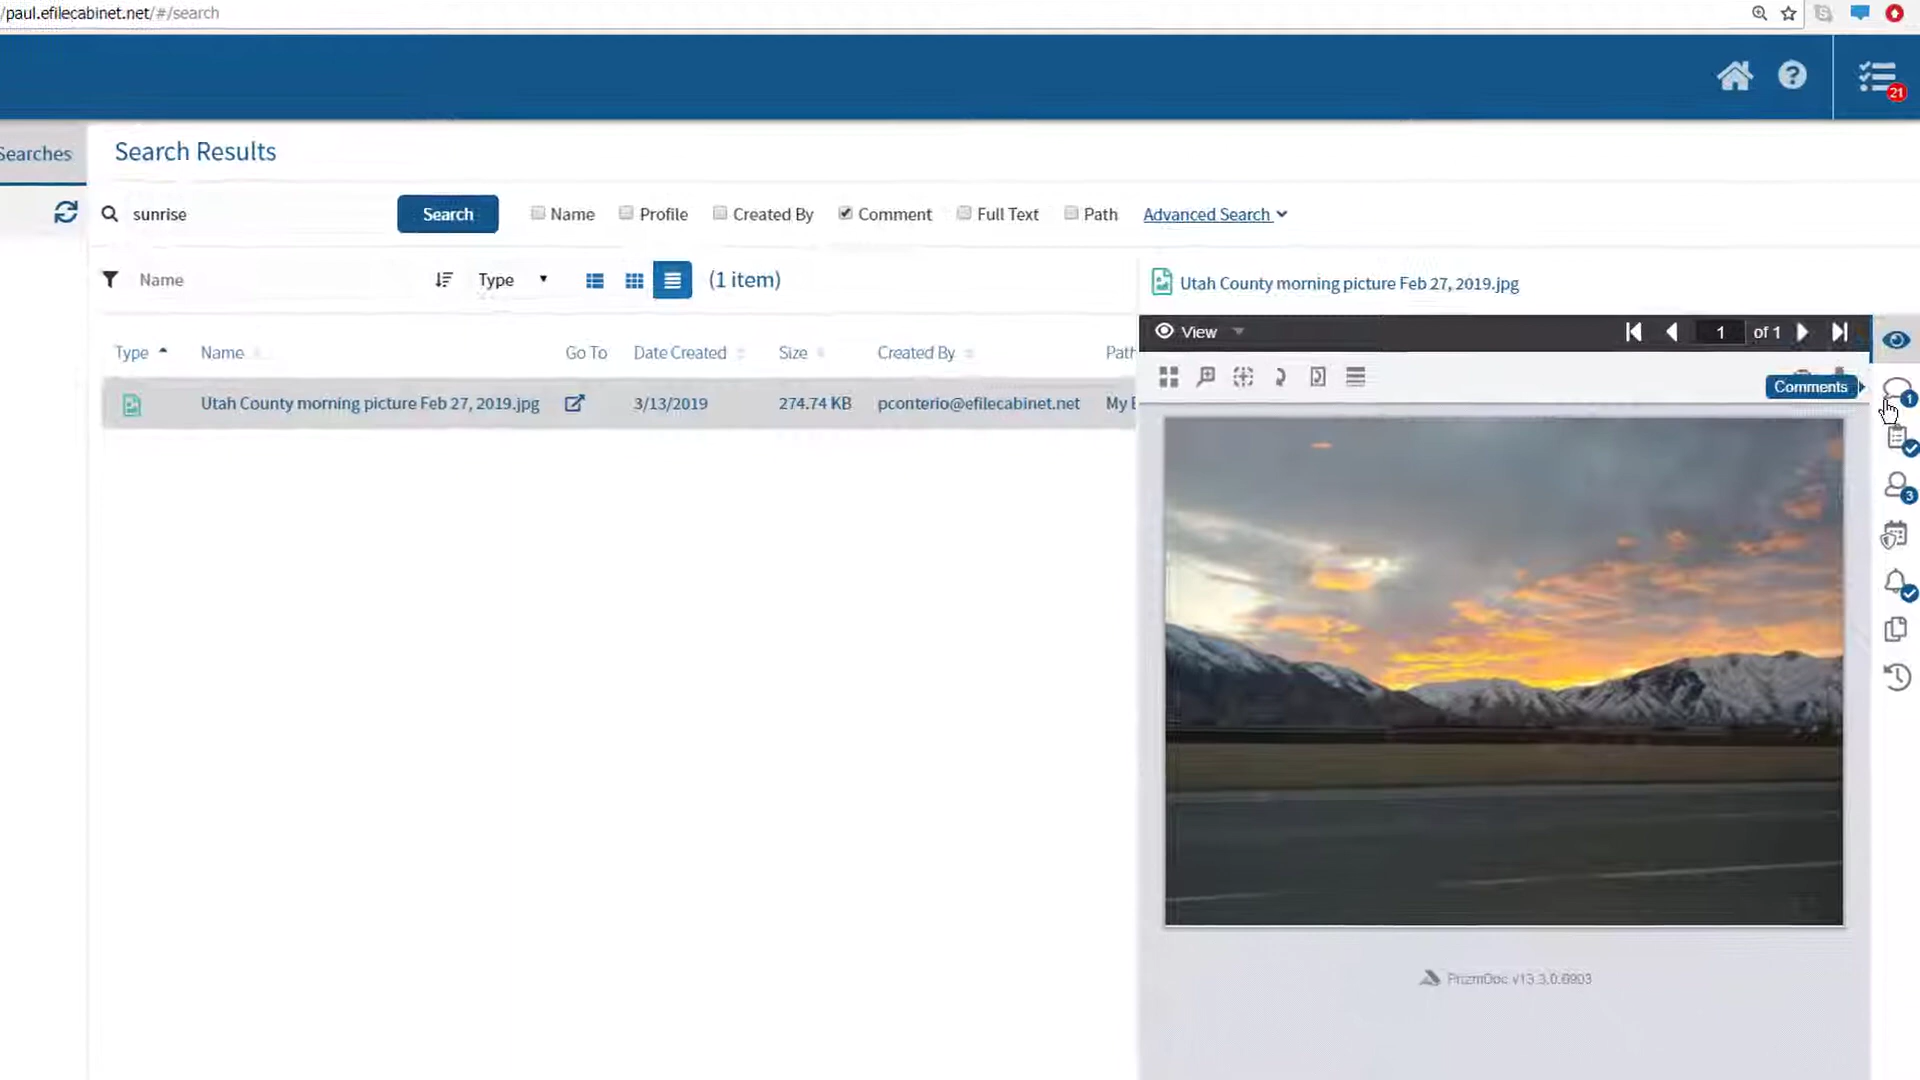 /paul.efilecabinet.net/#/search
21
Searches
Search Results
sunrise
Search
Name
Profile
Created By
Comment
Full Text
Path
Advanced Search
Name
Type
(1 item)
Utah County morning picture Feb 27, 2019.jpg
View
1
of 1
Type
Name
Go To
Date Created
Size
Created By
Path
Comments
1
Utah County morning picture Feb 27, 2019.jpg
3/13/2019
274.74 KB
pconterio@efilecabinet.net
My E
3
PrizmDoc v13.3.0.6903